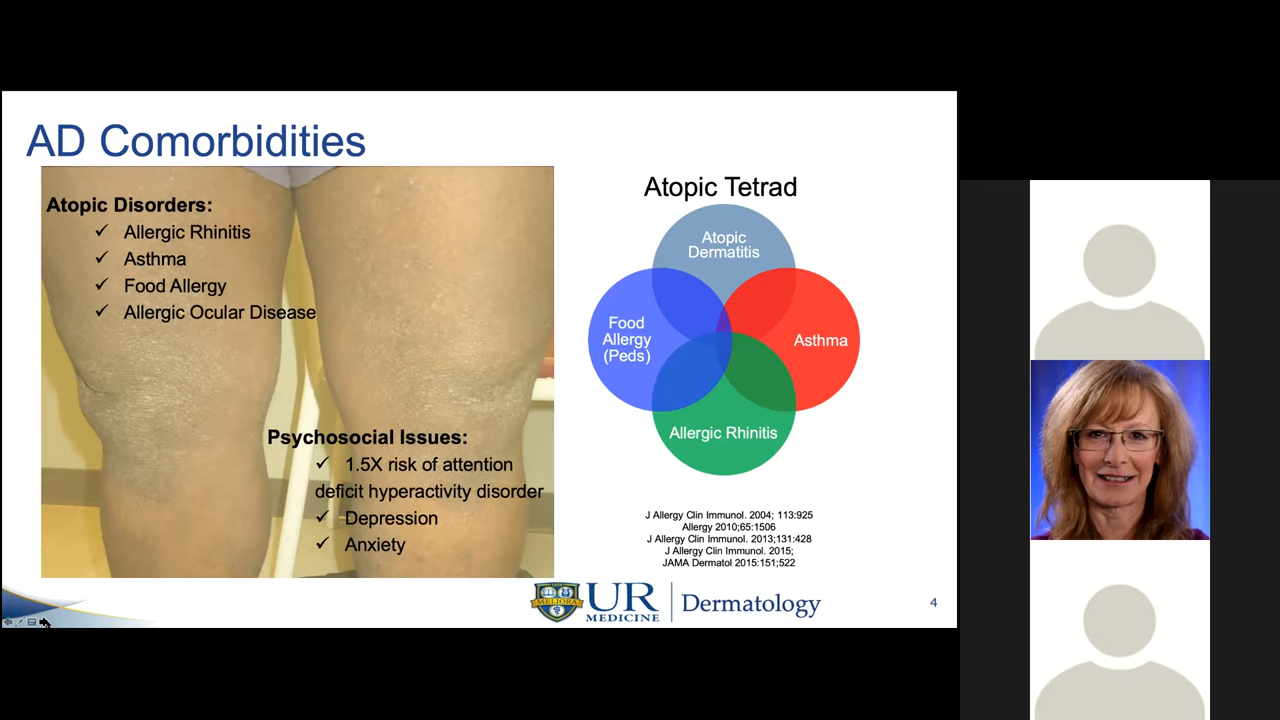 AD Comorbidities
Atopic Disorders:
✓ Allergic Rhinitis
✓ Asthma
✓ Food Allergy
✓ Allergic Ocular Disease
Psychosocial Issues:
✓ 1.5X risk of attention
deficit hyperactivity disorder
✓ Depression
✓ Anxiety
Atopic Tetrad
Atopic
Dermatitis
Food
Allergy
(Peds)
Asthma
Allergic Rhinitis
J Allergy Clin Immunol. 2004; 113:925
Allergy 2010;65:1506
J Allergy Clin Immunol. 2013;131:428
J Allergy Clin Immunol. 2015;
JAMA Dermatol 2015:151;522
MELIORA
UR
MEDICINE
Dermatology
4